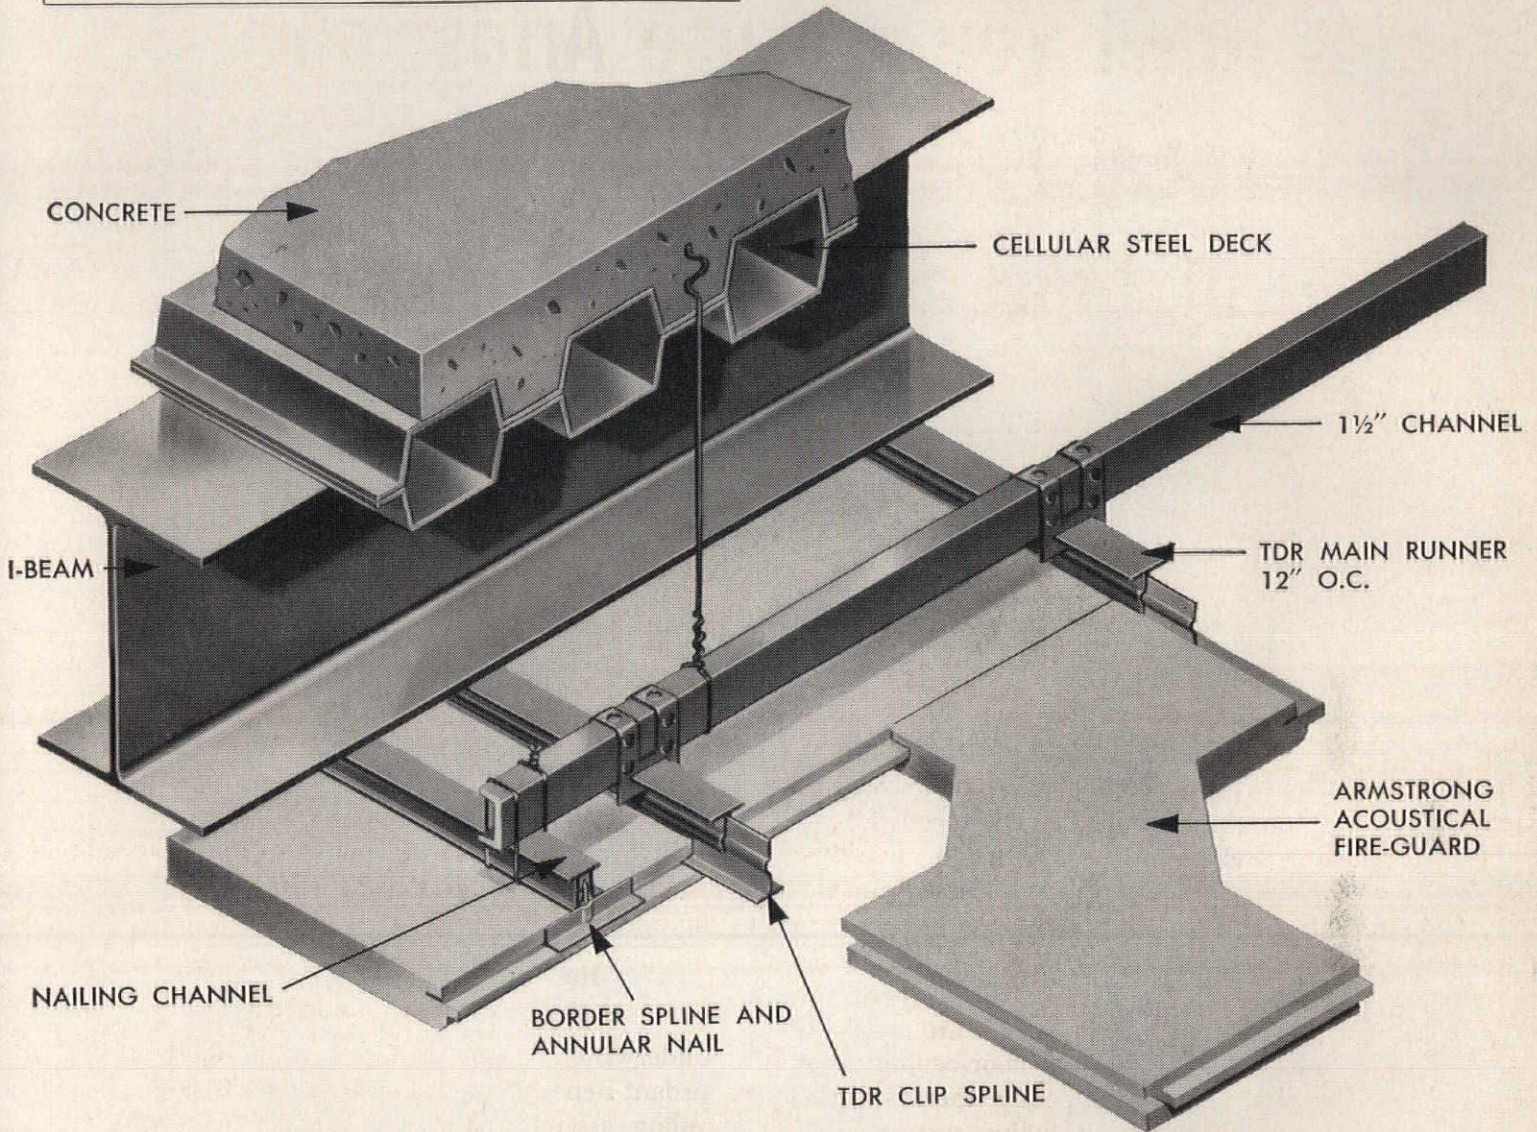 CONCRETE
CELLULAR STEEL DECK
1½" CHANNEL
I-BEAM
TDR MAIN RUNNER
12" O.C.
ARMSTRONG
ACOUSTICAL
FIRE-GUARD
NAILING CHANNEL
BORDER SPLINE AND
ANNULAR NAIL
TDR CLIP SPLINE